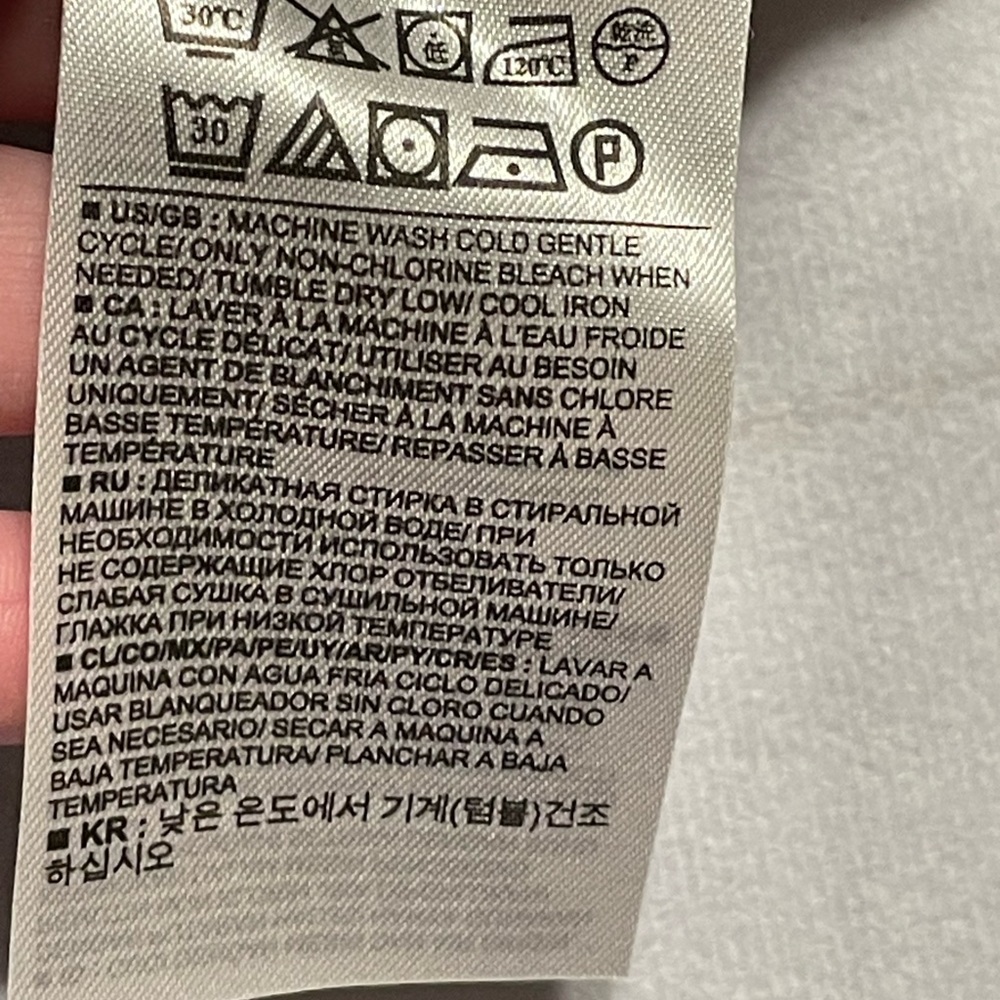 30℃ 低 120℃ P
30 P
■ US/GB : MACHINE WASH COLD GENTLE
CYCLE/ ONLY NON-CHLORINE BLEACH WHEN
NEEDED/ TUMBLE DRY LOW/ COOL IRON
■ CA : LAVER À LA MACHINE À L'EAU FROIDE
AU CYCLE DÉLICAT/ UTILISER AU BESOIN
UN AGENT DE BLANCHIMENT SANS CHLORE
UNIQUEMENT/ SÉCHER À LA MACHINE À
BASSE TEMPÉRATURE/ REPASSER À BASSE
TEMPÉRATURE
■ RU : ДЕЛИКАТНАЯ СТИРКА В СТИРАЛЬНОЙ
МАШИНЕ В ХОЛОДНОЙ ВОДЕ/ ПРИ
НЕОБХОДИМОСТИ ИСПОЛЬЗОВАТЬ ТОЛЬКО
НЕ СОДЕРЖАЩИЕ ХЛОР ОТБЕЛИВАТЕЛИ/
СЛАБАЯ СУШКА В СУШИЛЬНОЙ МАШИНЕ/
ГЛАЖКА ПРИ НИЗКОЙ ТЕМПЕРАТУРЕ
■ CL/CO/MX/PA/PE/UY/AR/PY/CR/ES : LAVAR A
MAQUINA CON AGUA FRIA CICLO DELICADO/
USAR BLANQUEADOR SIN CLORO CUANDO
SEA NECESARIO/ SECAR A MAQUINA A
BAJA TEMPERATURA/ PLANCHAR A BAJA
TEMPERATURA
■ KR : 낮은 온도에서 기계(텀블)건조
하십시오